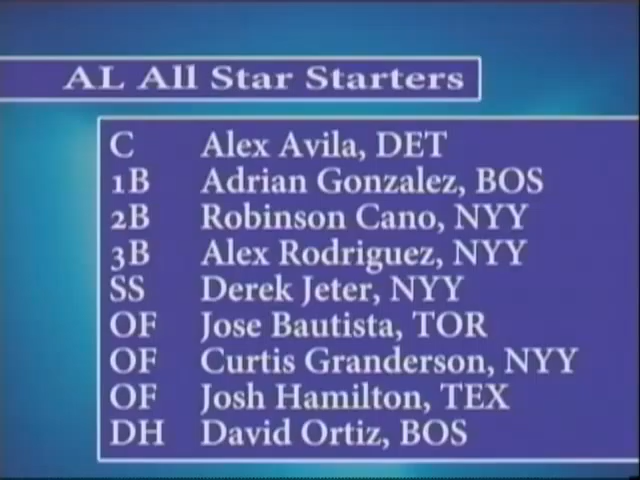 AL All Star Starters
C Alex Avila, DET
1B Adrian Gonzalez, BOS
2B Robinson Cano, NYY
3B Alex Rodriguez, NYY
SS Derek Jeter, NYY
OF Jose Bautista, TOR
OF Curtis Granderson, NYY
OF Josh Hamilton, TEX
DH David Ortiz, BOS